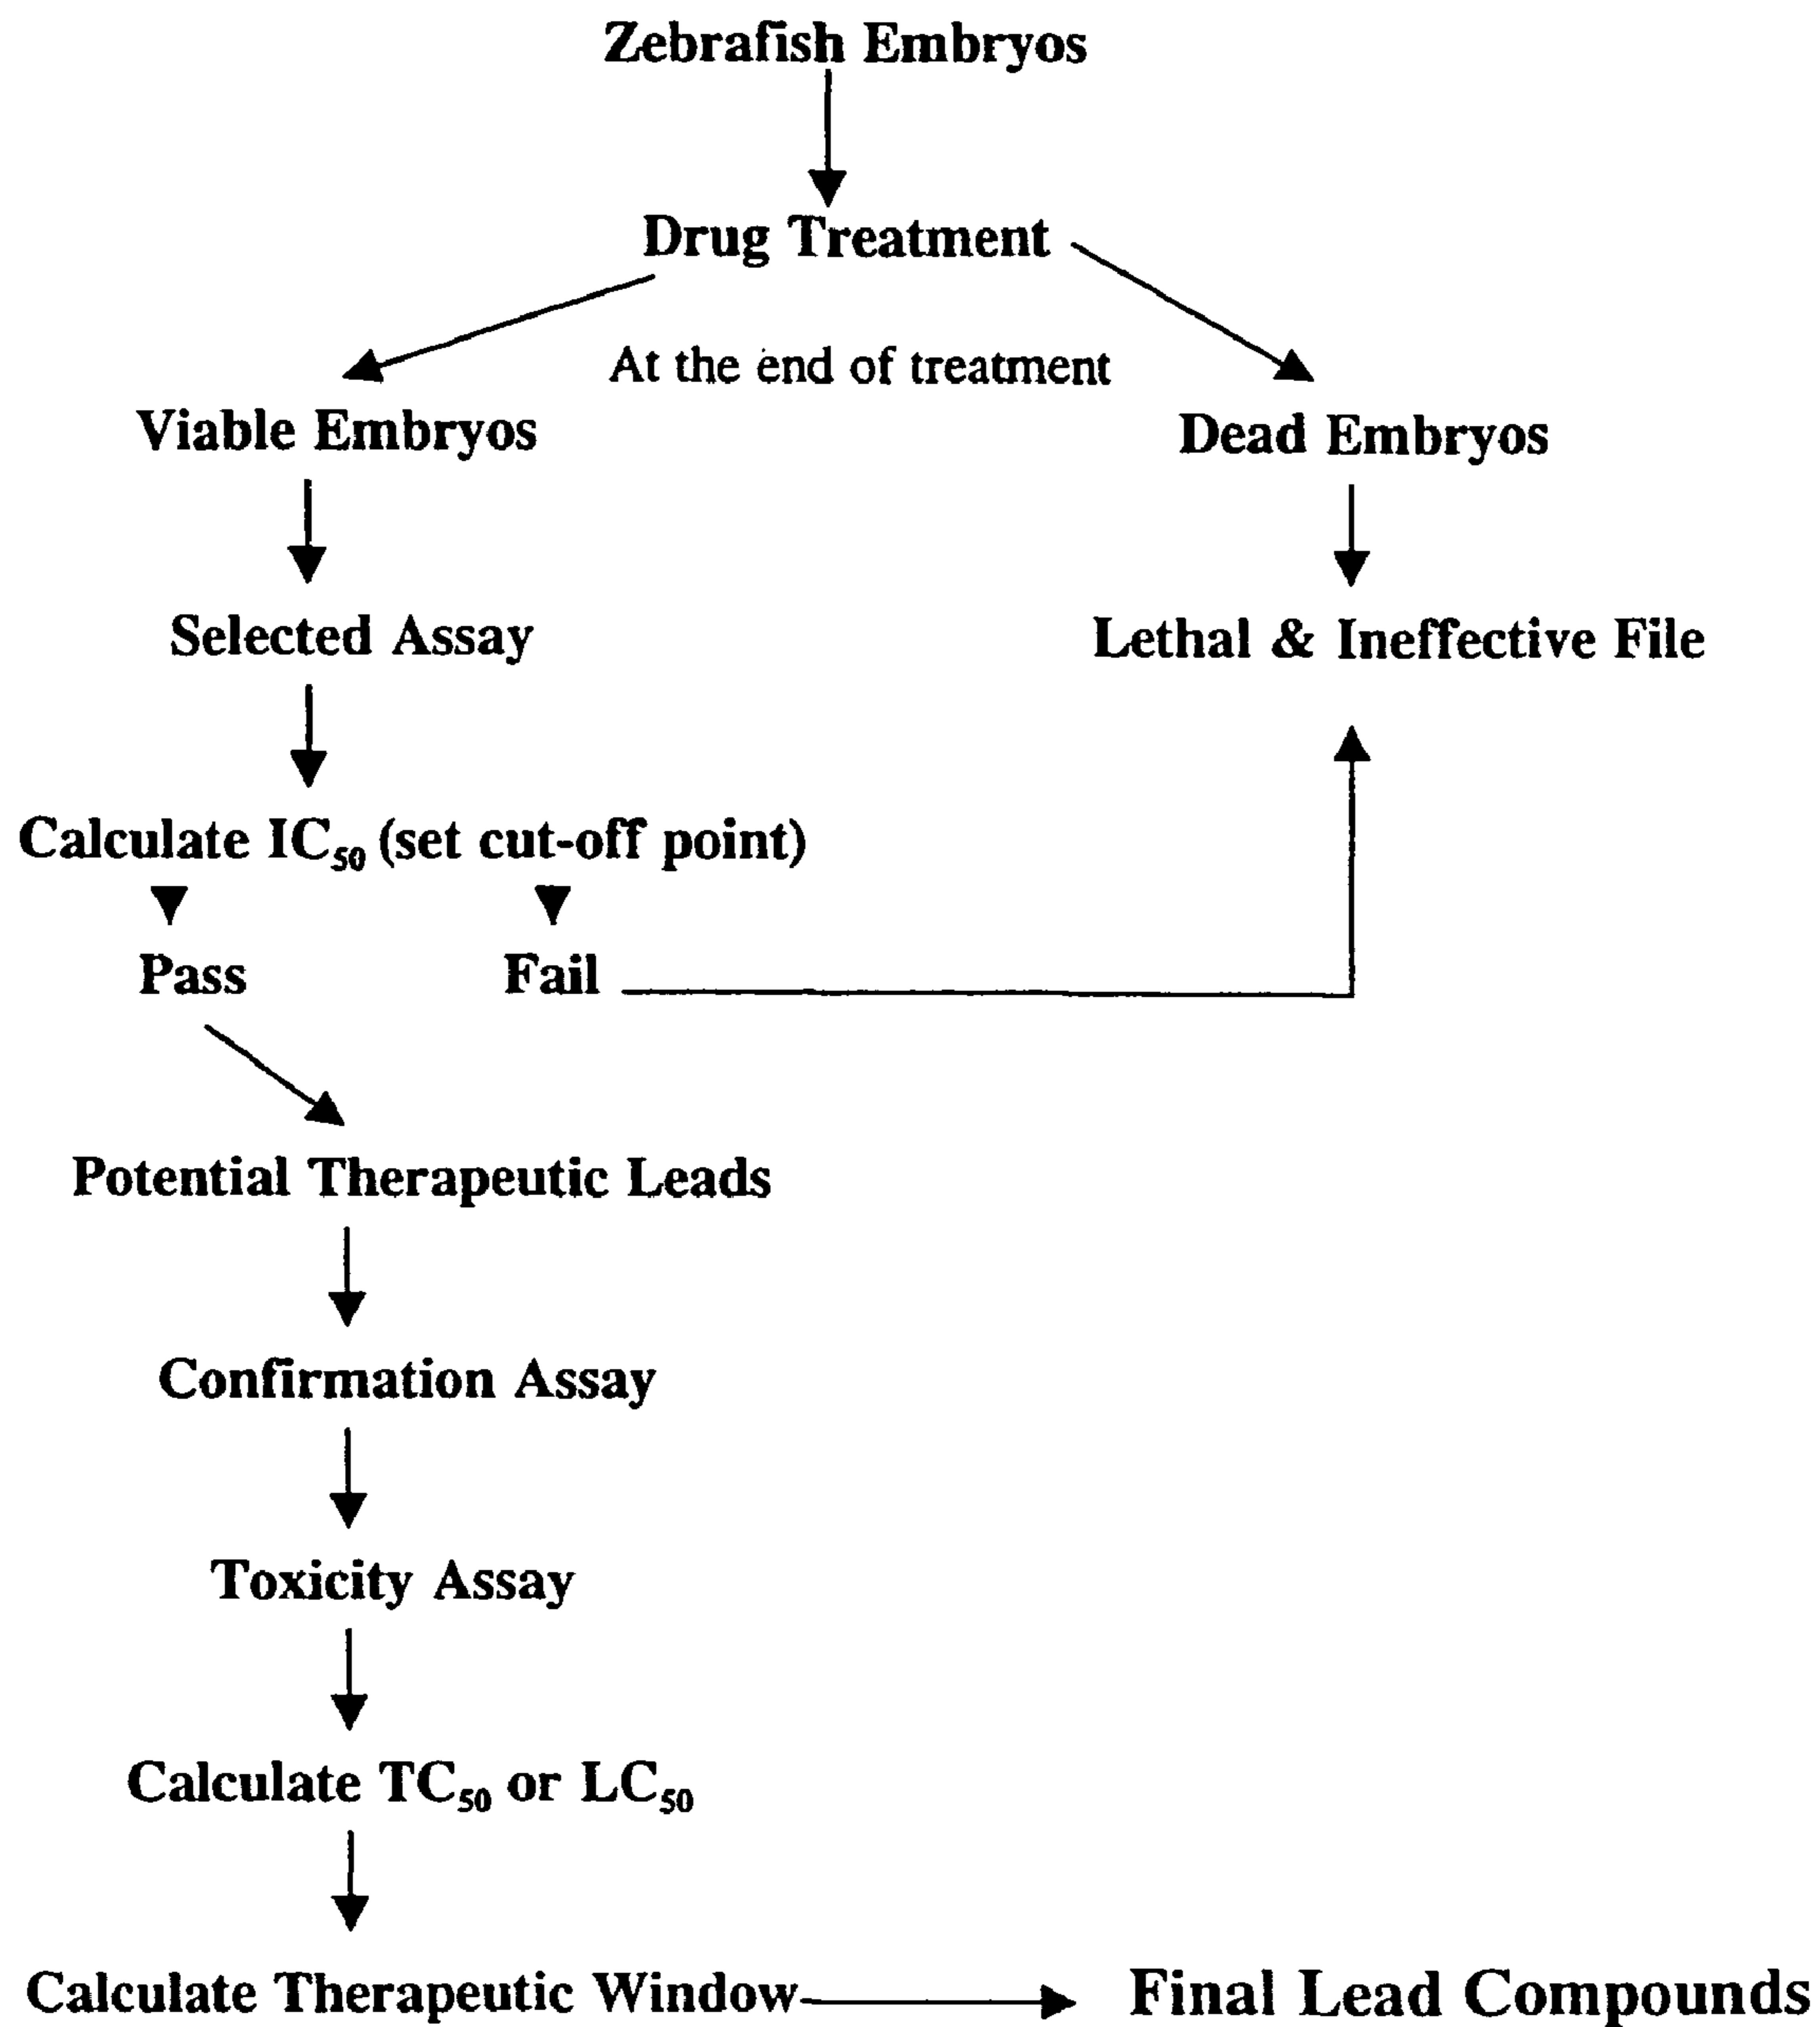 Zebrafish Embryos
Drug Treatment
At the end of treatment
Viable Embryos
Dead Embryos
Selected Assay
Lethal & Ineffective File
Calculate IC50 (set cut-off point)
Pass
Fail
Potential Therapeutic Leads
Confirmation Assay
Toxicity Assay
Calculate TC50 or LC50
Calculate Therapeutic Window
Final Lead Compounds